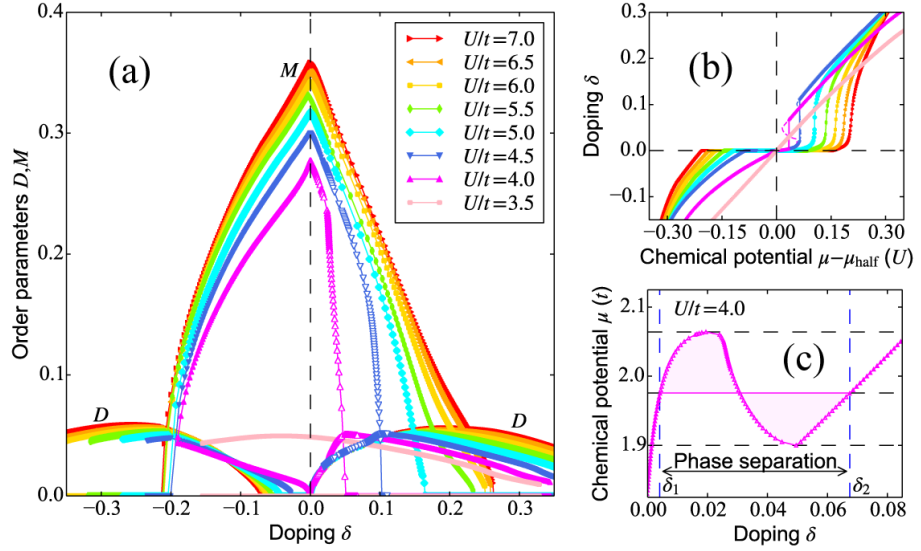 (a)
M
D
D
U/t=7.0
U/t=6.5
U/t=6.0
U/t=5.5
U/t=5.0
U/t=4.5
U/t=4.0
U/t=3.5
Order parameters D,M
0.4
0.3
0.2
0.1
0.0
−0.3 −0.2 −0.1 0.0 0.1 0.2 0.3
Doping δ
(b)
Doping δ
0.3
0.2
0.1
0.0
−0.1
−0.30 −0.15 0.00 0.15 0.30
Chemical potential μ−μhalf (U)
(c)
U/t=4.0
Chemical potential μ (t)
2.1
2.0
1.9
Phase separation
δ1 δ2
0.00 0.02 0.04 0.06 0.08
Doping δ